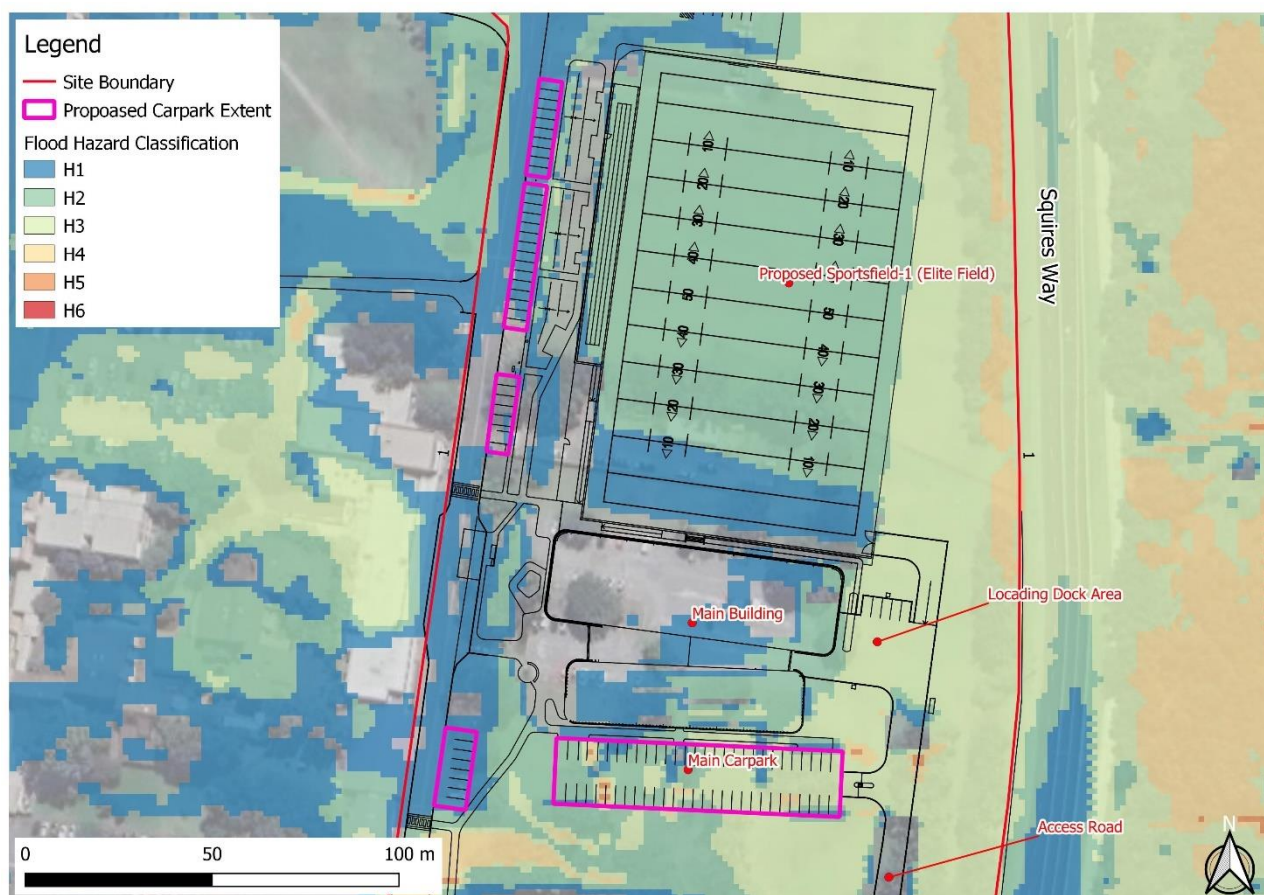 Legend
Site Boundary
Propoased Carpark Extent
Flood Hazard Classification
H1
H2
H3
H4
H5
H6
10
10
20
20
30
30
40
Proposed Sportsfield-1 (Elite Field)
50
50
40
40
30
30
20
20
10
10
Squires Way
1
1
Main Building
Locading Dock Area
Main Carpark
Access Road
0 50 100 m
N